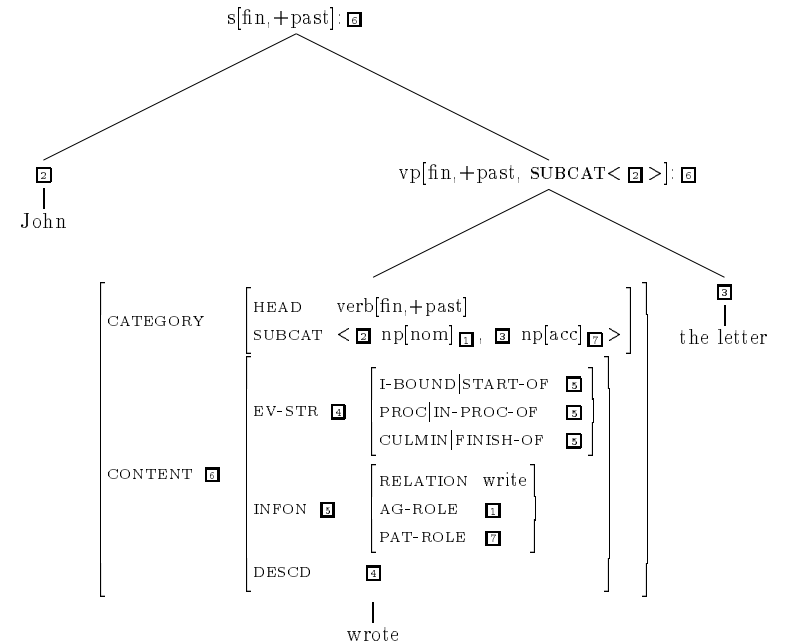 s[fin,+past]: 6
2 vp[fin,+past, SUBCAT< 2 >]: 6
John
HEAD verb[fin,+past]
CATEGORY
SUBCAT < 2 np[nom] 1 , 3 np[acc] 7 >
3
the letter
I-BOUND|START-OF 5
EV-STR 4 PROC|IN-PROC-OF 5
CULMIN|FINISH-OF 5
CONTENT 6
RELATION write
INFON 5 AG-ROLE 1
PAT-ROLE 7
DESCD 4
wrote